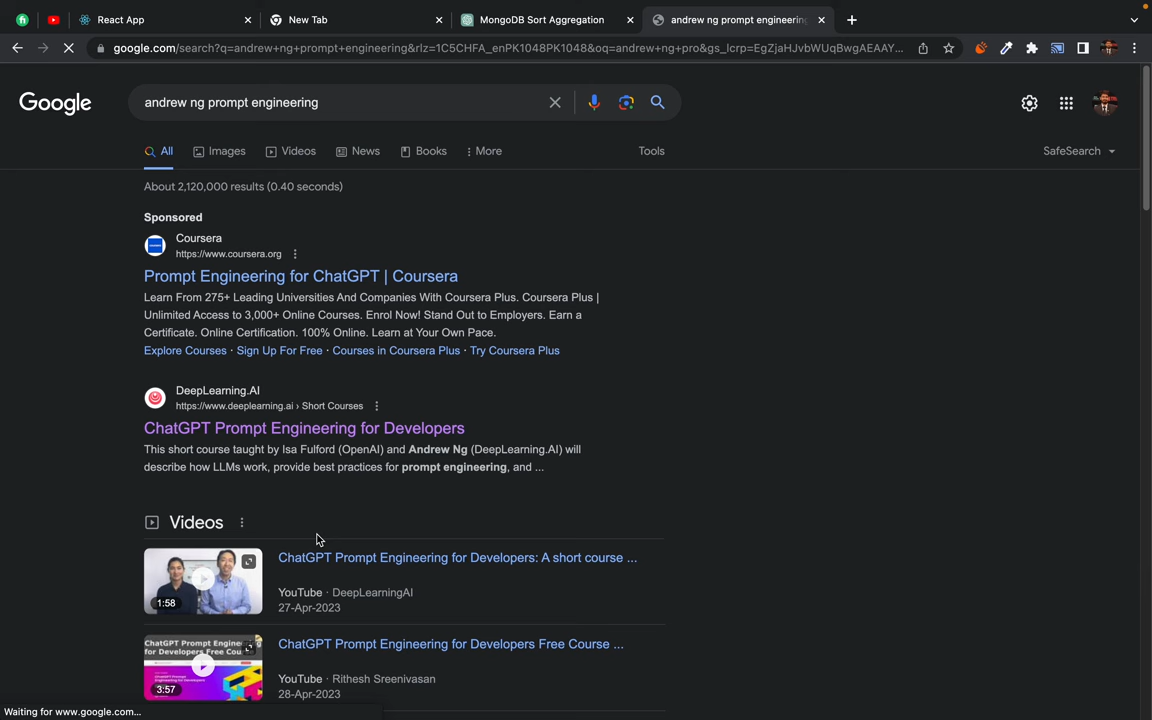 React App
New Tab
MongoDB Sort Aggregation
andrew ng prompt engineering
google.com/search?q=andrew+ng+prompt+engineering&rlz=1C5CHFA_enPK1048PK1048&oq=andrew+ng+pro&gs_lcrp=EgZjaHJvbWUqBwgAEAAY...
Google
andrew ng prompt engineering
All
Images
Videos
News
Books
More
Tools
SafeSearch
About 2,120,000 results (0.40 seconds)
Sponsored
Coursera
https://www.coursera.org
Prompt Engineering for ChatGPT | Coursera
Learn From 275+ Leading Universities And Companies With Coursera Plus. Coursera Plus |
Unlimited Access to 3,000+ Online Courses. Enrol Now! Stand Out to Employers. Earn a
Certificate. Online Certification. 100% Online. Learn at Your Own Pace.
Explore Courses · Sign Up For Free · Courses in Coursera Plus · Try Coursera Plus
DeepLearning.AI
https://www.deeplearning.ai › Short Courses
ChatGPT Prompt Engineering for Developers
This short course taught by Isa Fulford (OpenAI) and Andrew Ng (DeepLearning.AI) will
describe how LLMs work, provide best practices for prompt engineering, and ...
Videos
ChatGPT Prompt Engineering for Developers: A short course ...
YouTube · DeepLearningAI
27-Apr-2023
1:58
ChatGPT Prompt Engineering for Developers Free Course ...
YouTube · Rithesh Sreenivasan
28-Apr-2023
ChatGPT Prompt Engineering
for Developers Free Cou
3:57
Waiting for www.google.com...